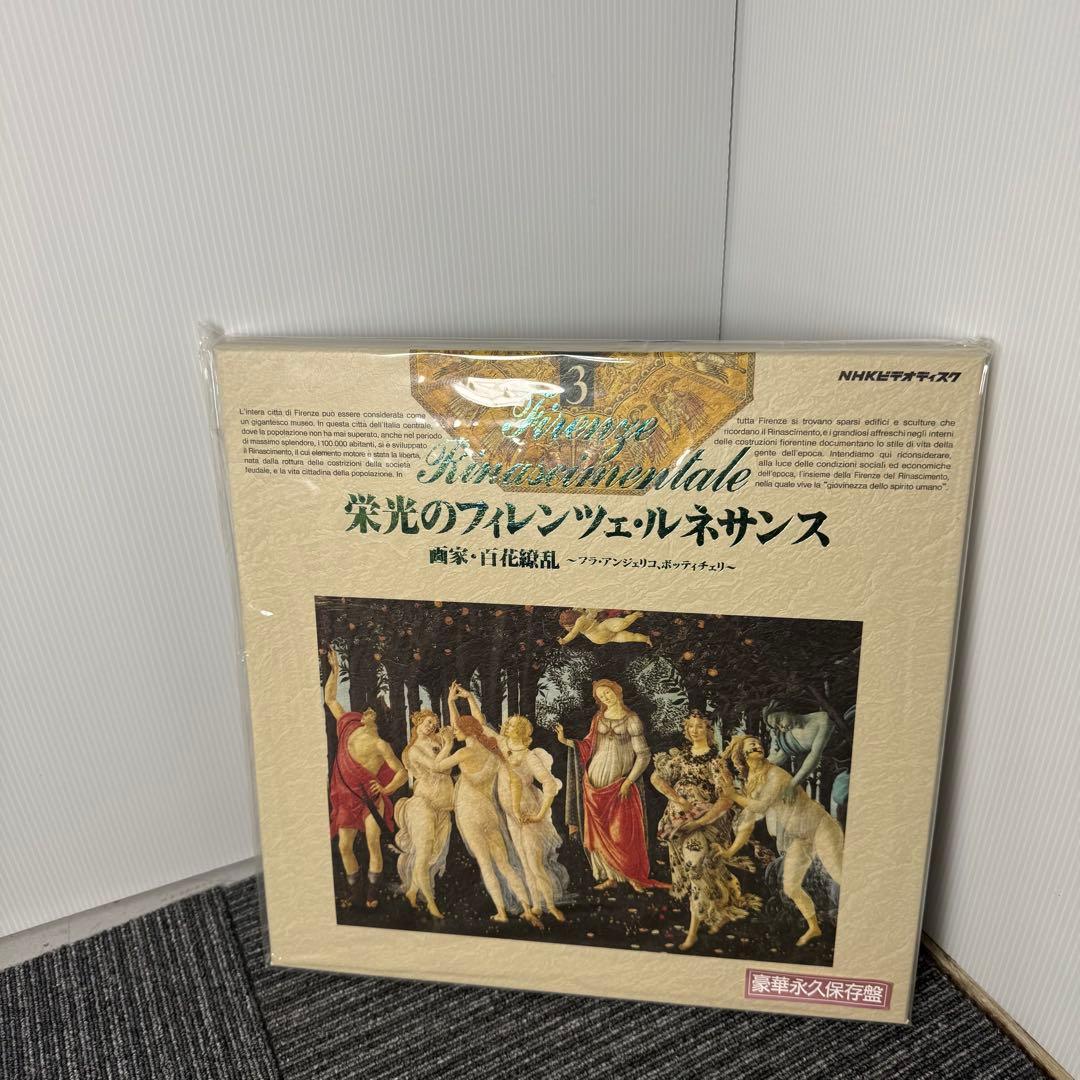 3
NHKビデオディスク
Firenze
Rinascimentale
L'intera città di Firenze può essere considerata come
un gigantesco museo. In questa città dell'Italia centrale,
dove la popolazione non ha mai superato, anche nel periodo
di massimo splendore, i 100.000 abitanti, si è sviluppato
il Rinascimento, il cui elemento motore è stata la libertà,
nata dalla rottura delle costrizioni della società
feudale, e la vita cittadina della popolazione. In
tutta Firenze si trovano sparsi edifici e sculture che
ricordano il Rinascimento, e i grandiosi affreschi negli interni
delle costruzioni fiorentine documentano lo stile di vita della
gente dell'epoca. Intendiamo qui riconsiderare,
alla luce delle condizioni sociali ed economiche
dell'epoca, l'insieme della Firenze del Rinascimento,
nella quale vive la "giovinezza dello spirito umano".
栄光のフィレンツェ・ルネサンス
画家・百花繚乱 ～フラ・アンジェリコ、ボッティチェリ～
豪華永久保存盤